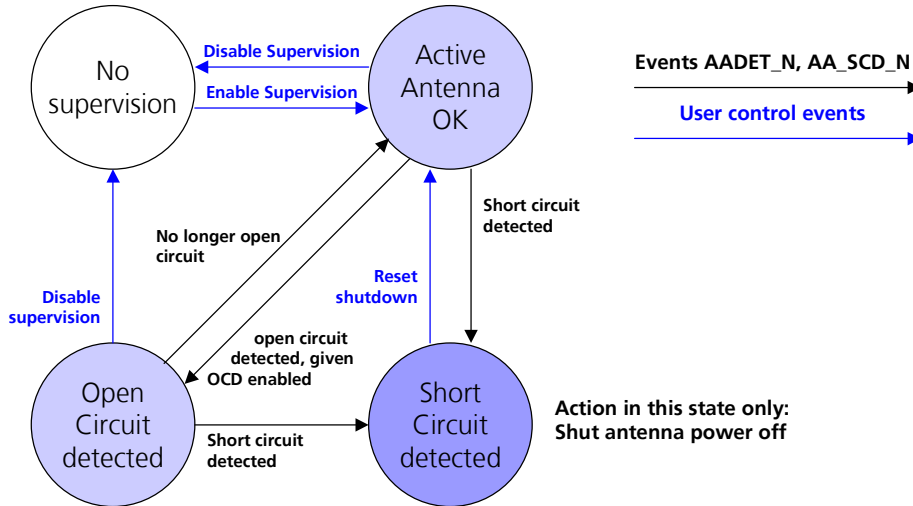 No
supervision
Disable Supervision
Enable Supervision
Active
Antenna
OK
Events AADET_N, AA_SCD_N
User control events
No longer open
circuit
Short circuit
detected
Disable
supervision
Reset
shutdown
open circuit
detected, given
OCD enabled
Open
Circuit
detected
Short circuit
detected
Short
Circuit
detected
Action in this state only:
Shut antenna power off